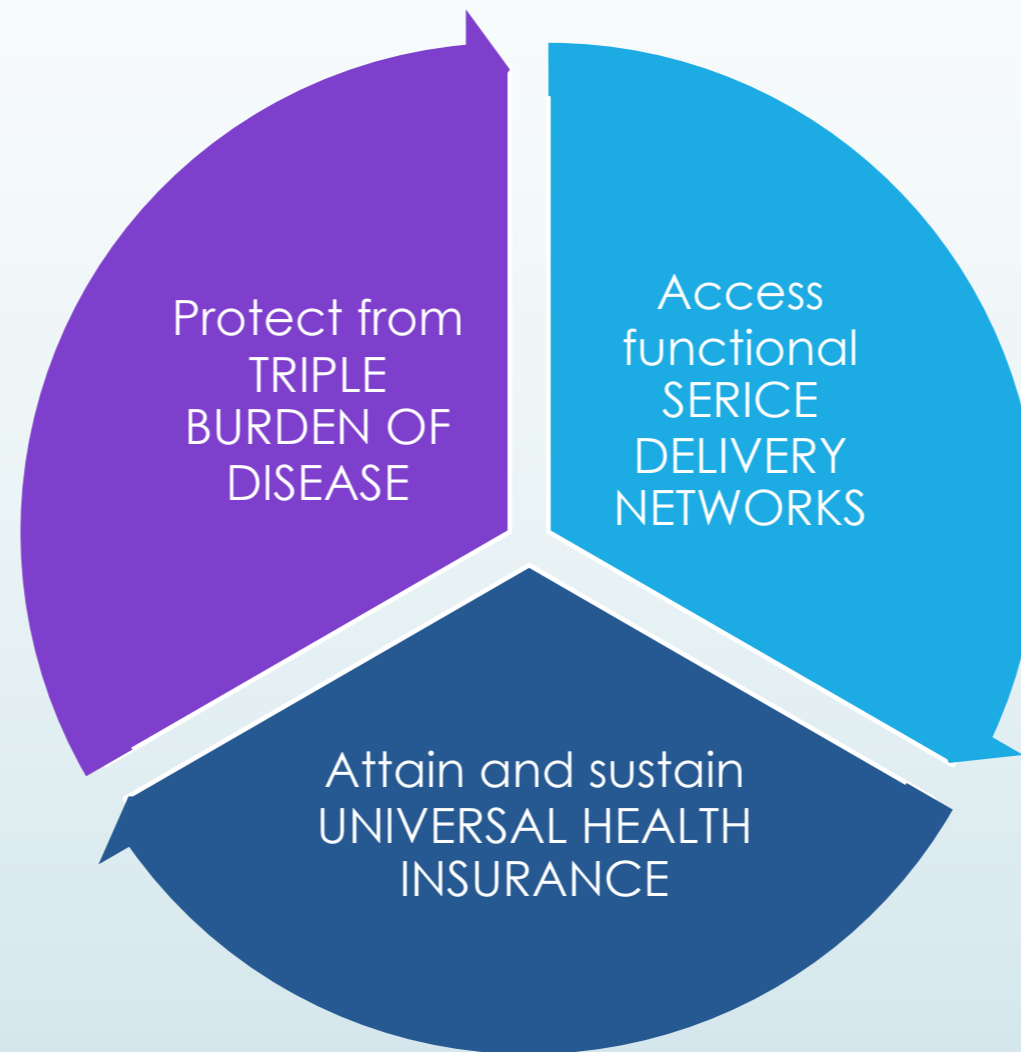 Protect from
TRIPLE
BURDEN OF
DISEASE
Access
functional
SERICE
DELIVERY
NETWORKS
Attain and sustain
UNIVERSAL HEALTH
INSURANCE